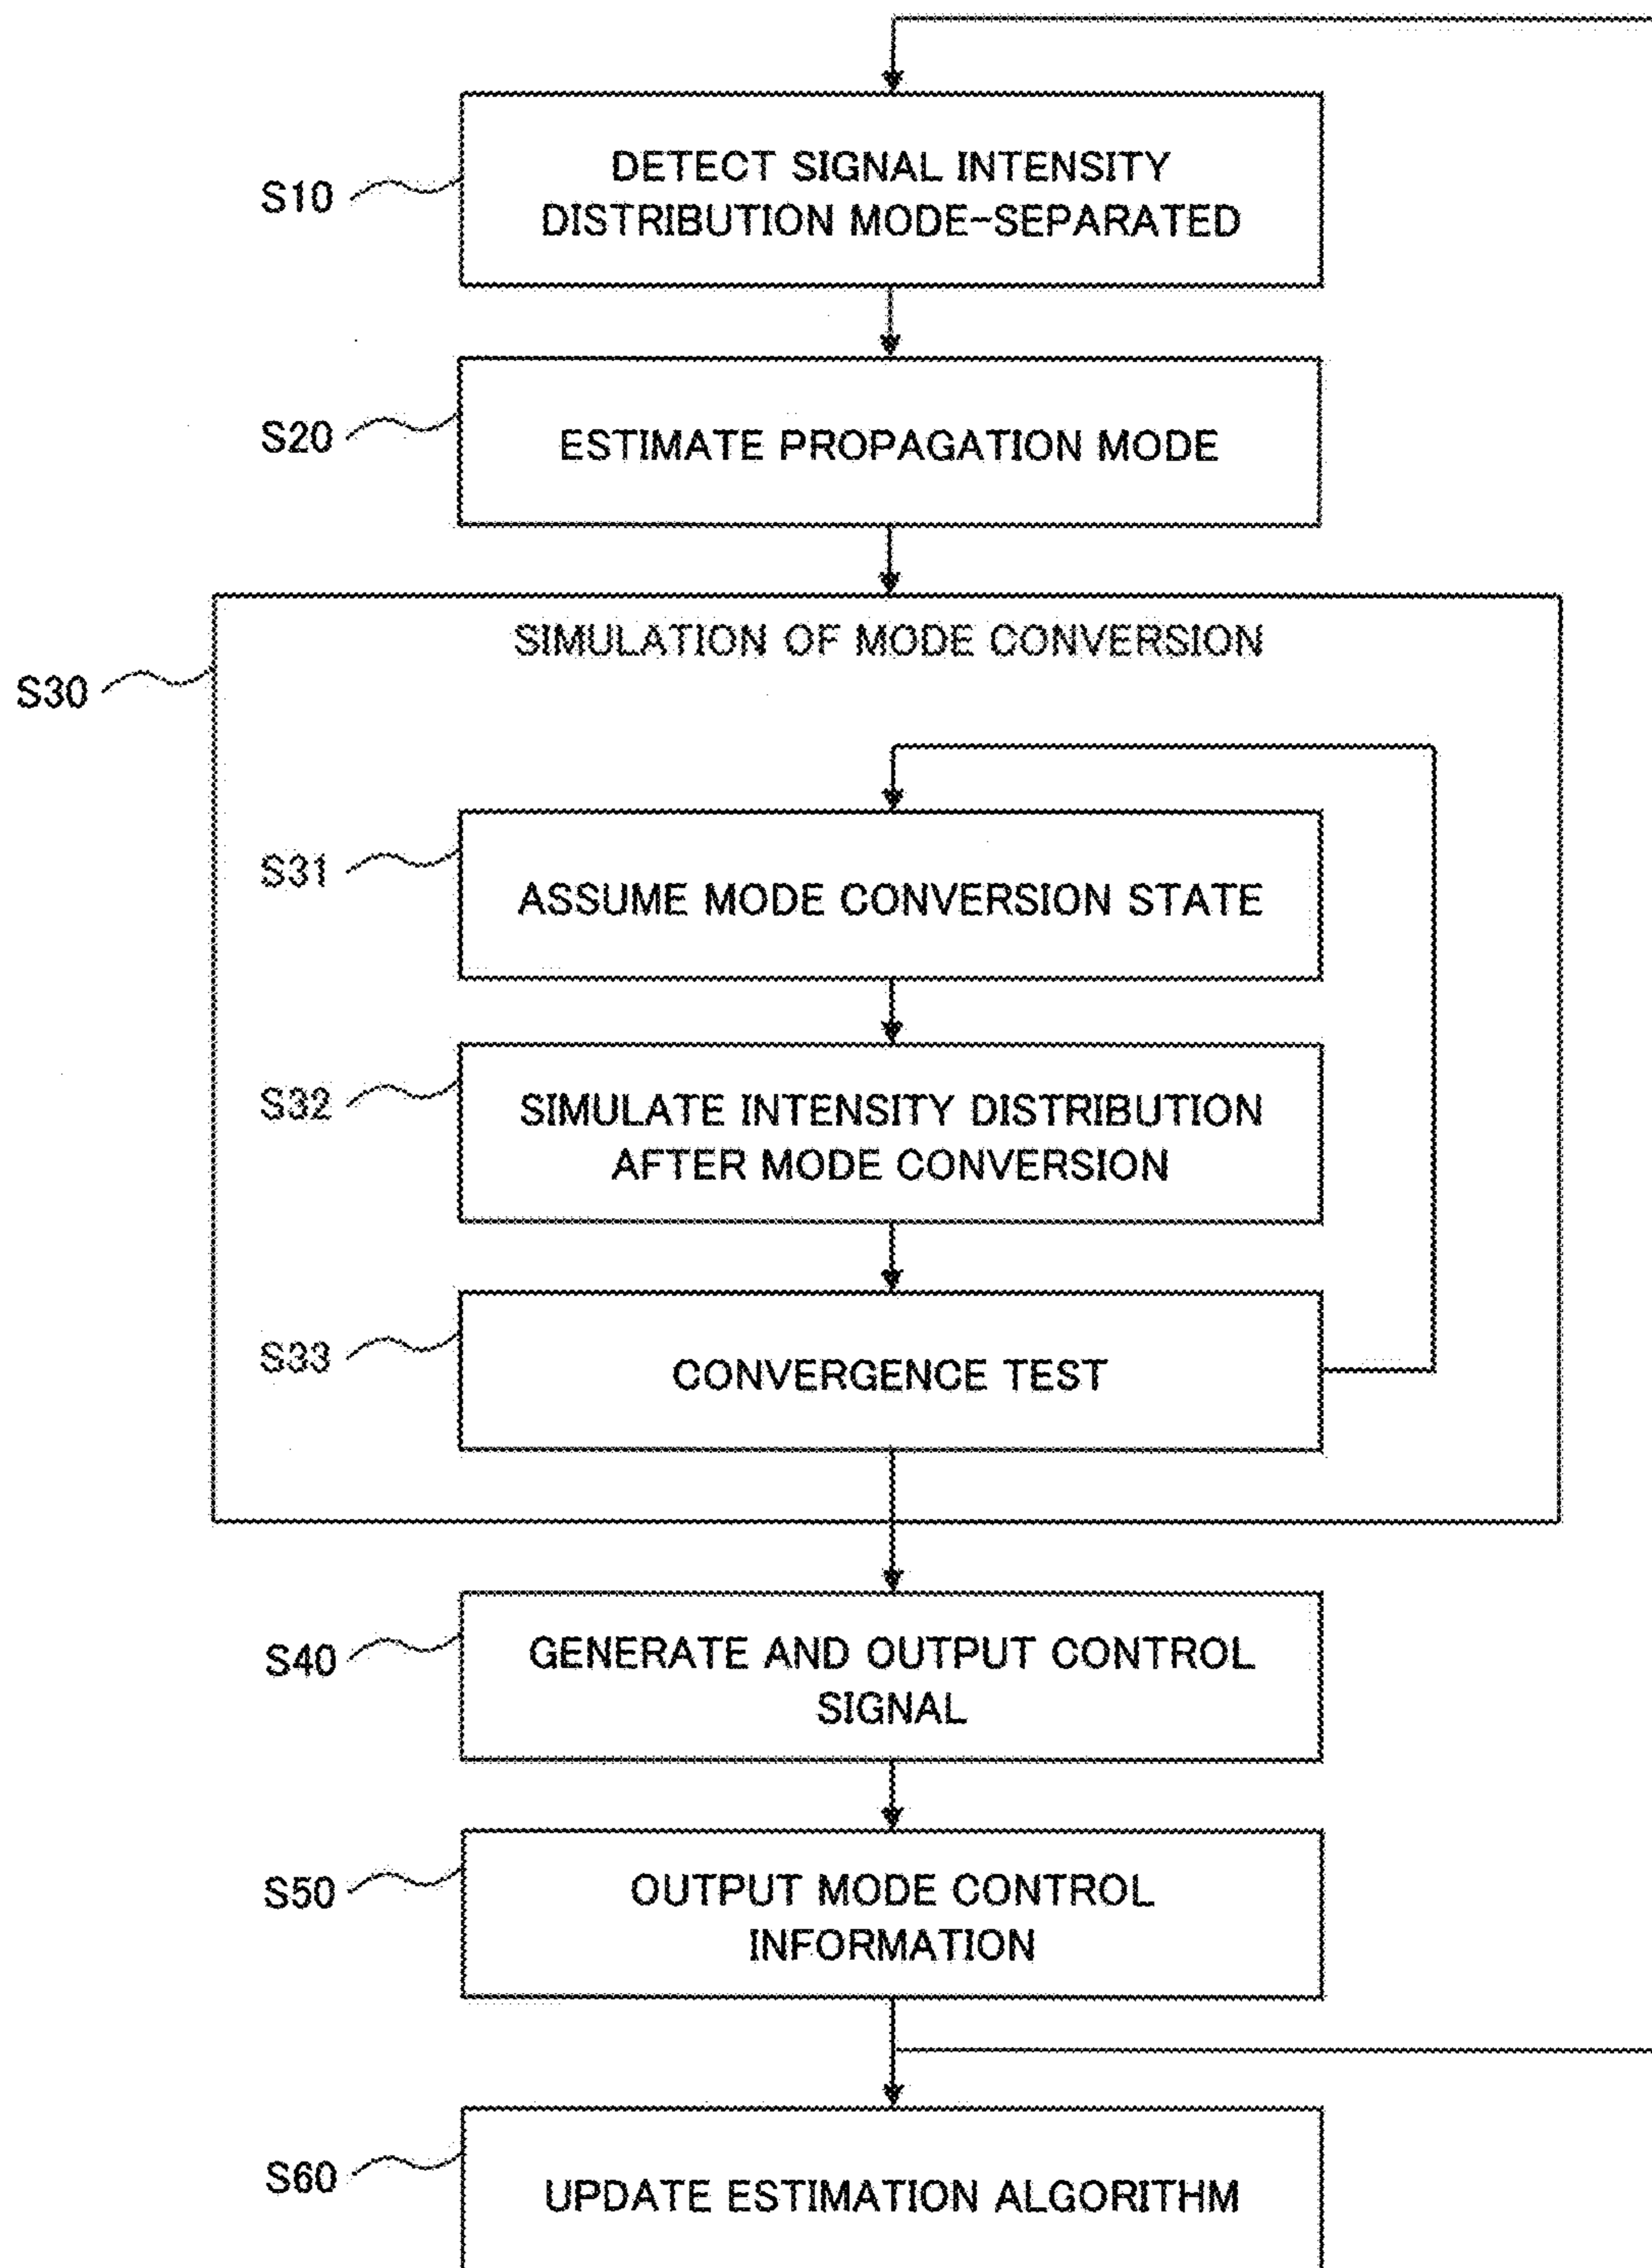 S10
DETECT SIGNAL INTENSITY
DISTRIBUTION MODE-SEPARATED
S20
ESTIMATE PROPAGATION MODE
S30
SIMULATION OF MODE CONVERSION
S31
ASSUME MODE CONVERSION STATE
S32
SIMULATE INTENSITY DISTRIBUTION
AFTER MODE CONVERSION
S33
CONVERGENCE TEST
S40
GENERATE AND OUTPUT CONTROL
SIGNAL
S50
OUTPUT MODE CONTROL
INFORMATION
S60
UPDATE ESTIMATION ALGORITHM